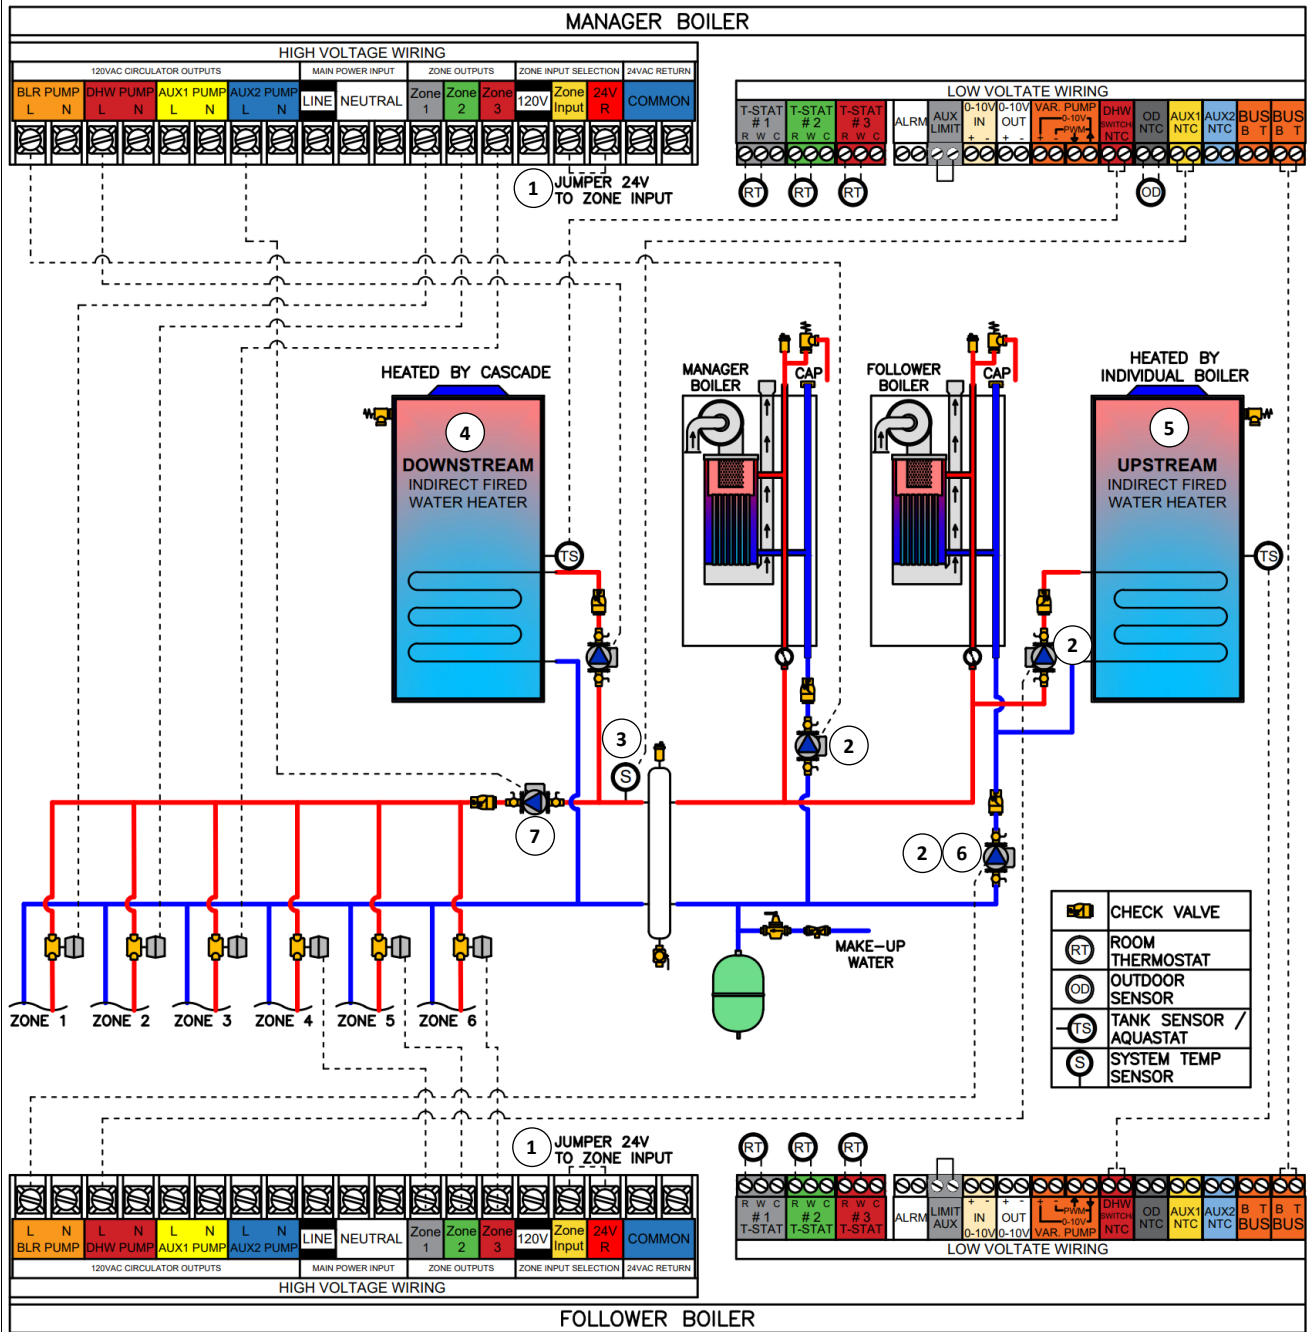 MANAGER BOILER
HIGH VOLTAGE WIRING
120VAC CIRCULATOR OUTPUTS MAIN POWER INPUT ZONE OUTPUTS ZONE INPUT SELECTION 24VAC RETURN
BLR PUMP DHW PUMP AUX1 PUMP AUX2 PUMP LINE NEUTRAL Zone Zone Zone 120V Zone 24V COMMON
L N L N L N L N 1 2 3 Input R
LOW VOLTATE WIRING
T-STAT T-STAT T-STAT ALRM AUX 0-10V 0-10V VAR. PUMP DHW OD AUX1 AUX2 BUS BUS
# 1 # 2 # 3 LIMIT IN OUT 0-10V SWITCH NTC NTC NTC B T B T
R W C R W C R W C + - + - + - PWM NTC
RT RT RT OD
1 JUMPER 24V
TO ZONE INPUT
HEATED BY CASCADE
MANAGER
BOILER
CAP
FOLLOWER
BOILER
CAP
HEATED BY
INDIVIDUAL BOILER
4
DOWNSTREAM
INDIRECT FIRED
WATER HEATER
TS
5
UPSTREAM
INDIRECT FIRED
WATER HEATER
TS
2
3
S
2
7
2 6
MAKE-UP
WATER
ZONE 1 ZONE 2 ZONE 3 ZONE 4 ZONE 5 ZONE 6
CHECK VALVE
RT ROOM
THERMOSTAT
OD OUTDOOR
SENSOR
TS TANK SENSOR /
AQUASTAT
S SYSTEM TEMP
SENSOR
1 JUMPER 24V
TO ZONE INPUT
RT RT RT
L N L N L N L N LINE NEUTRAL Zone Zone Zone 120V Zone 24V COMMON
BLR PUMP DHW PUMP AUX1 PUMP AUX2 PUMP 1 2 3 Input R
120VAC CIRCULATOR OUTPUTS MAIN POWER INPUT ZONE OUTPUTS ZONE INPUT SELECTION 24VAC RETURN
HIGH VOLTAGE WIRING
R W C R W C R W C + - + - + - PWM DHW
# 1 # 2 # 3 ALRM LIMIT IN OUT 0-10V SWITCH OD AUX1 AUX2 B T B T
T-STAT T-STAT T-STAT AUX 0-10V 0-10V VAR. PUMP NTC NTC NTC NTC BUS BUS
LOW VOLTATE WIRING
FOLLOWER BOILER